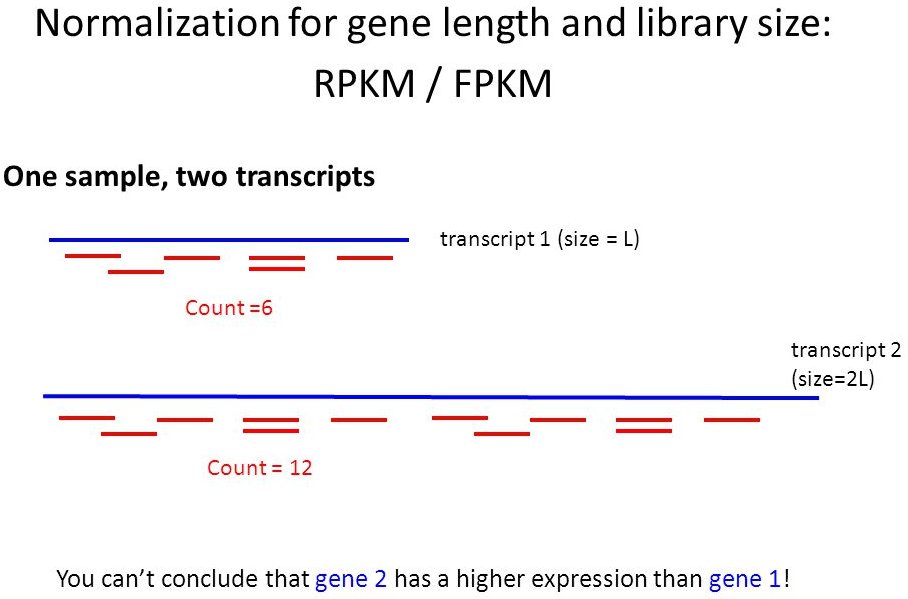 Normalization for gene length and library size:
RPKM / FPKM
One sample, two transcripts
transcript 1 (size = L)
Count =6
transcript 2
(size=2L)
Count = 12
You can’t conclude that gene 2 has a higher expression than gene 1!